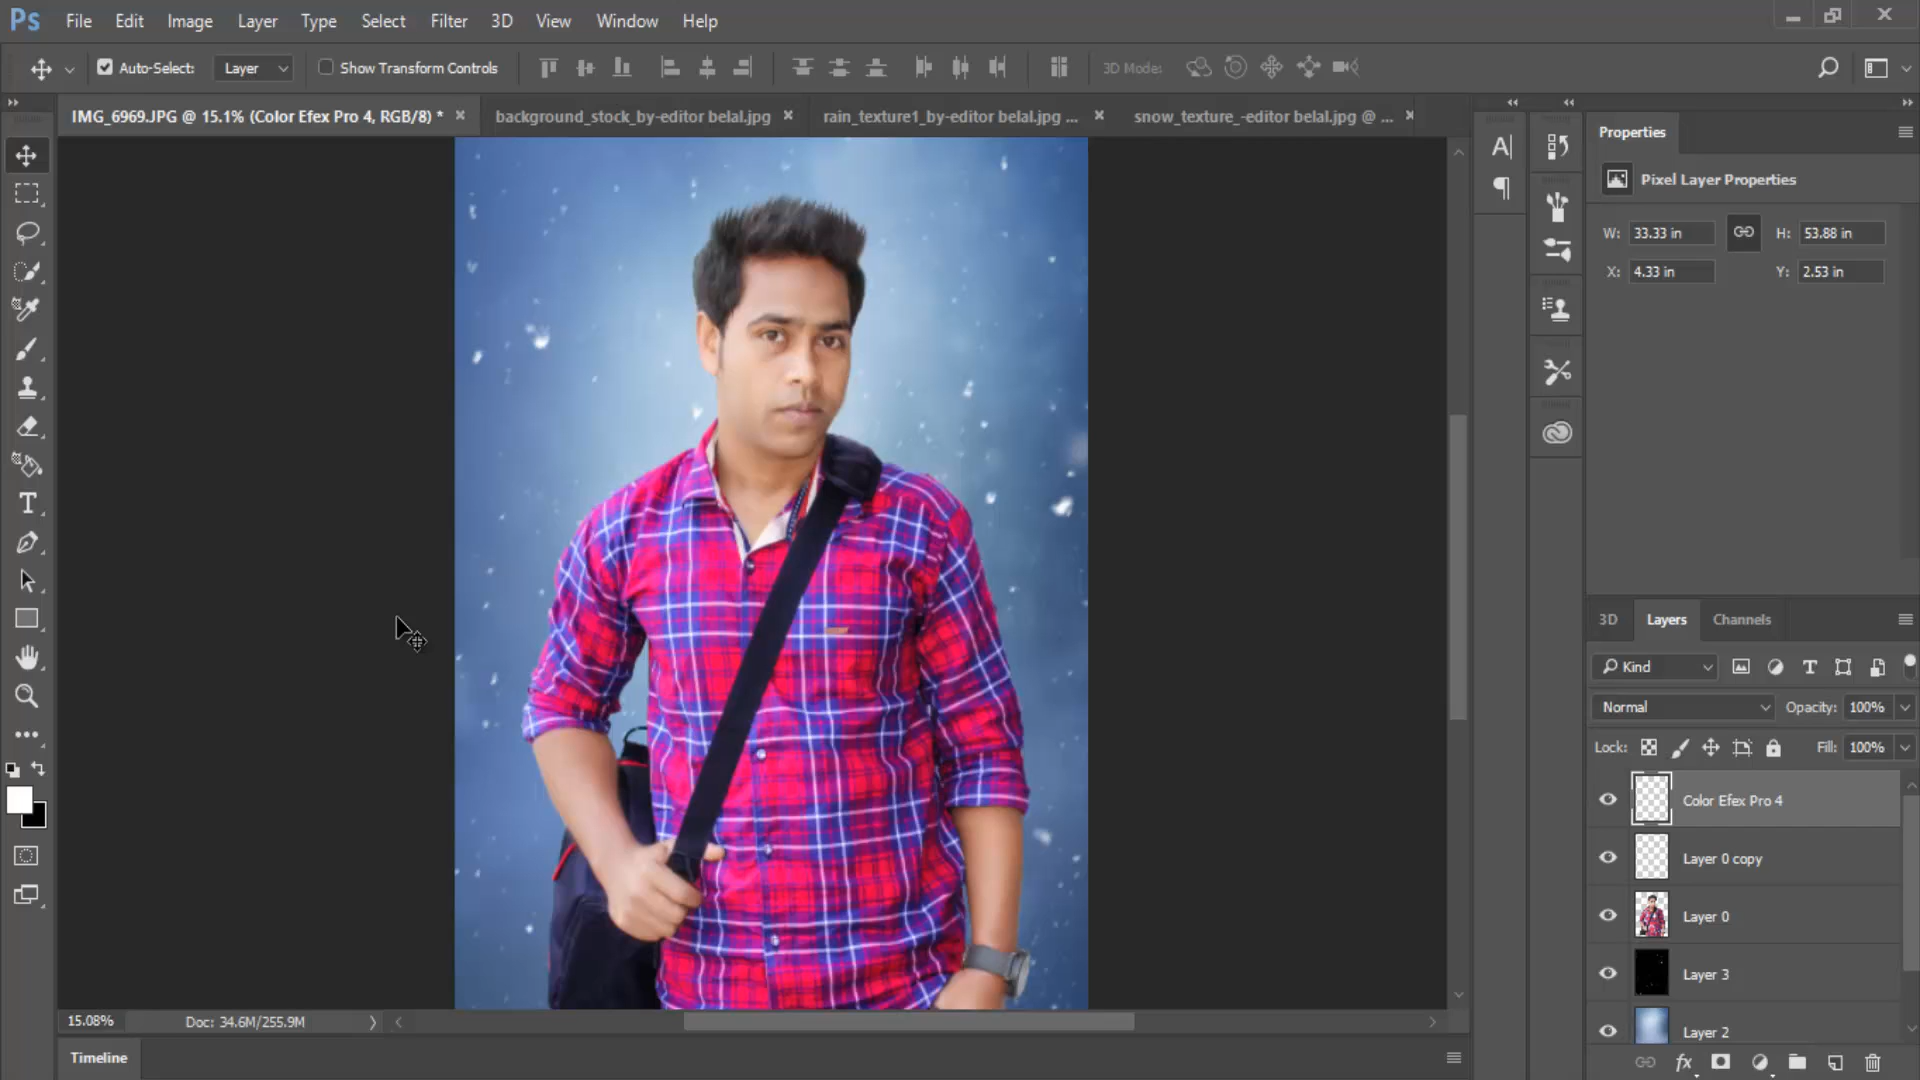 Ps File Edit Image Layer Type Select Filter 3D View Window Help
Auto-Select: Layer Show Transform Controls 3D Mode:
IMG_6969.JPG @ 15.1% (Color Efex Pro 4, RGB/8) * background_stock_by-editor belal.jpg rain_texture1_by-editor belal.jpg ... snow_texture_-editor belal.jpg @ ...
Properties
Pixel Layer Properties
W: 33.33 in H: 53.88 in
X: 4.33 in Y: 2.53 in
3D Layers Channels
Kind
Normal Opacity: 100%
Lock: Fill: 100%
Color Efex Pro 4
Layer 0 copy
Layer 0
Layer 3
Layer 2
15.08% Doc: 34.6M/255.9M
Timeline